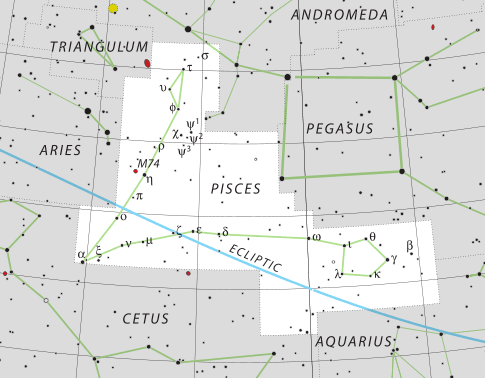 ANDROMEDA
TRIANGULUM
σ
τ
υ
φ
ψ¹
χ
ψ²
ψ³
PEGASUS
ρ
ARIES
M74
η
PISCES
π
ο
ζ
ε
δ
ω
θ
β
ν
μ
ξ
α
ι
γ
ECLIPTIC
λ
κ
CETUS
AQUARIUS